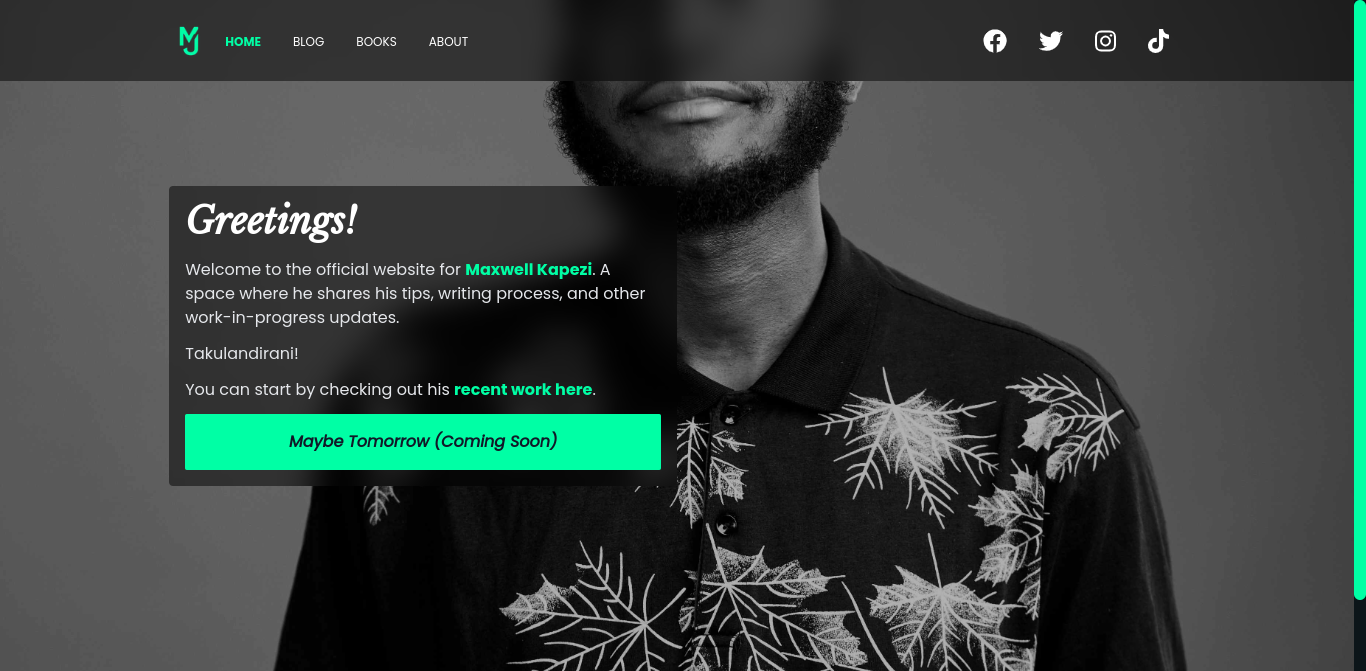 MJ
HOME BLOG BOOKS ABOUT
Greetings!
Welcome to the official website for Maxwell Kapezi. A
space where he shares his tips, writing process, and other
work-in-progress updates.
Takulandirani!
You can start by checking out his recent work here.
Maybe Tomorrow (Coming Soon)